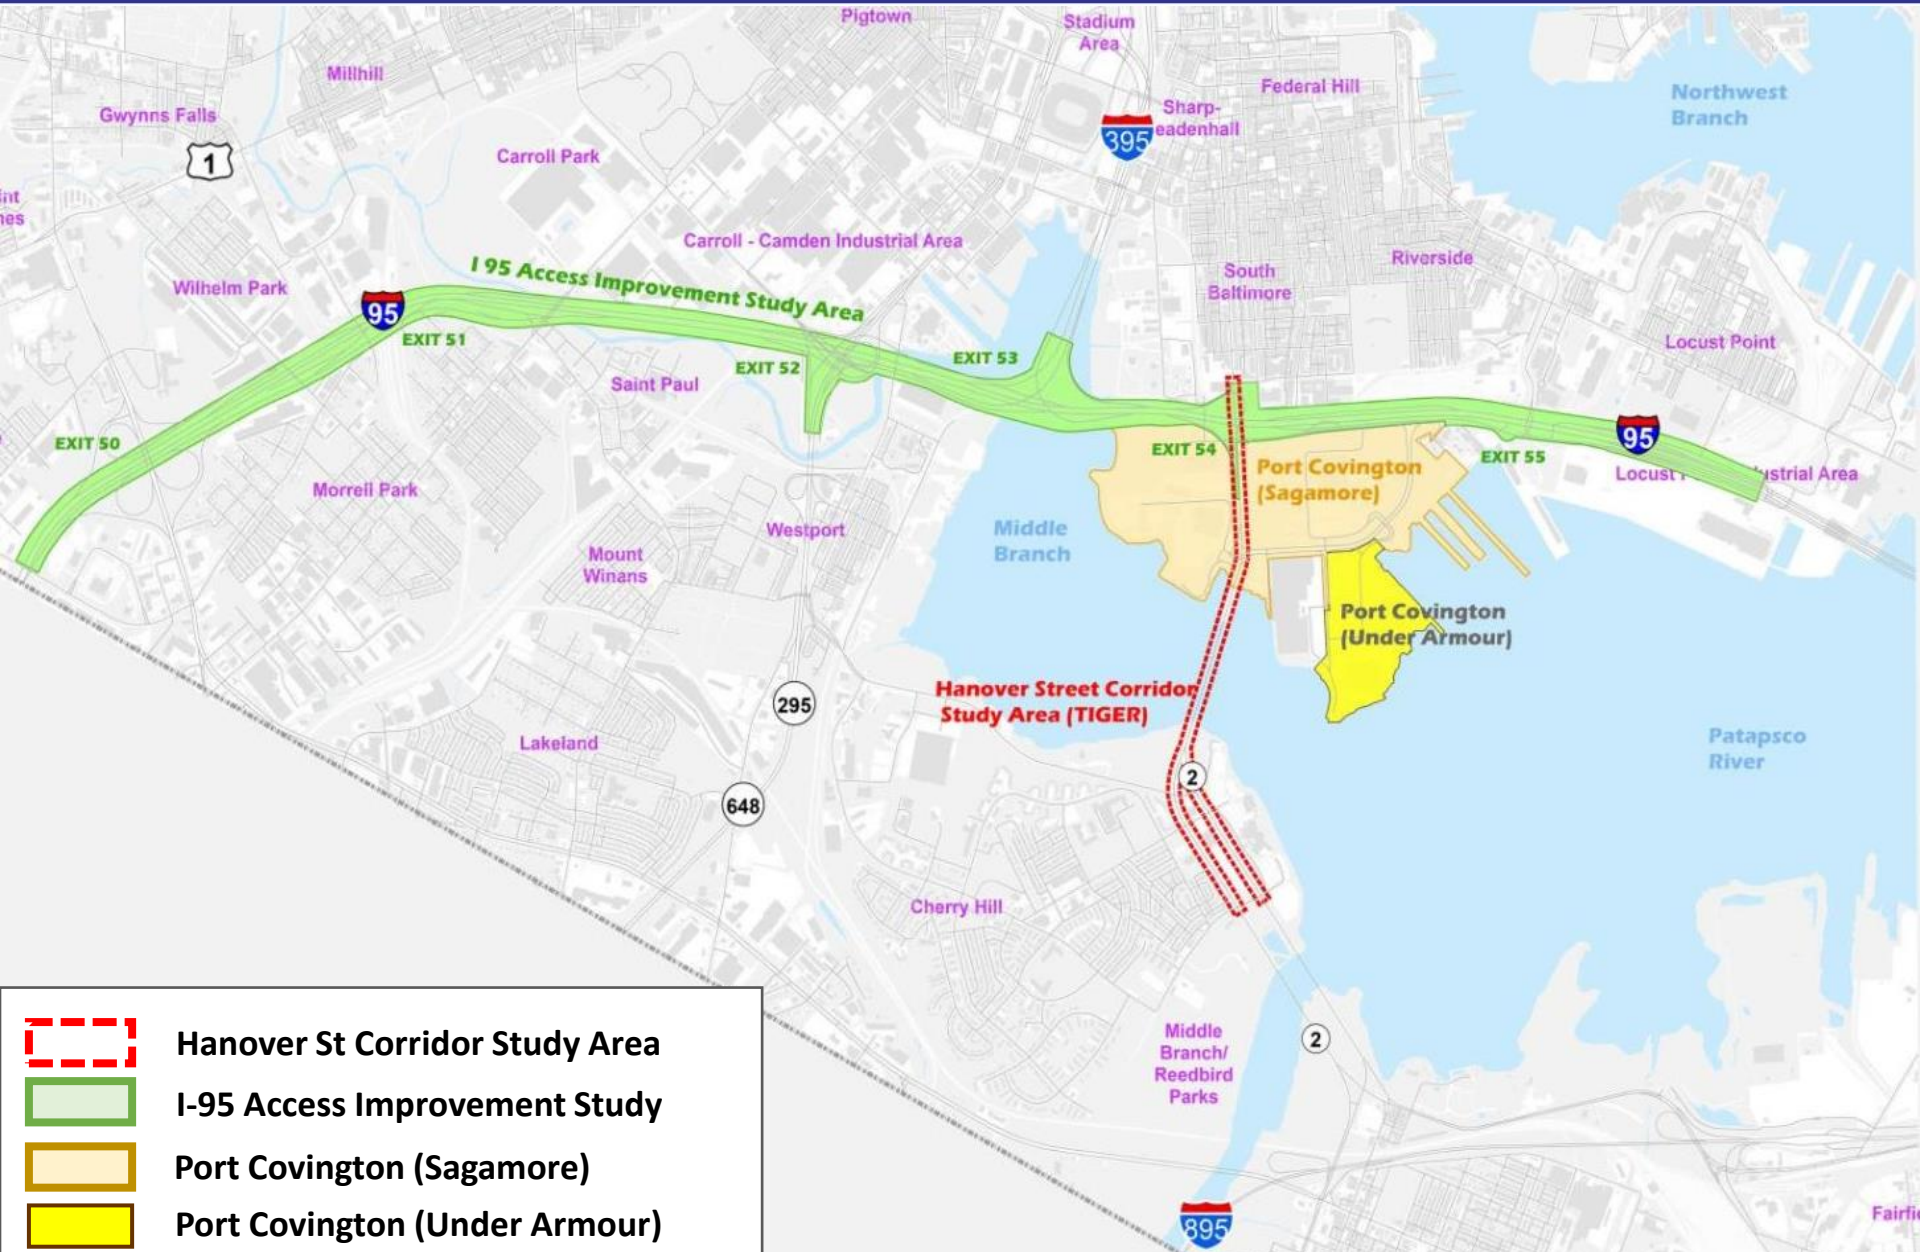 Pigtown
Stadium
Area
Millhill
Federal Hill
Northwest
Branch
Gwynns Falls
Sharp-
eadenhall
395
1
Carroll Park
int
nes
Carroll - Camden Industrial Area
Riverside
South
Baltimore
I 95 Access Improvement Study Area
Wilhelm Park
95
EXIT 51
Locust Point
EXIT 53
EXIT 52
Saint Paul
EXIT 50
EXIT 54
95
EXIT 55
Port Covington
(Sagamore)
Locust
ustrial Area
Morrell Park
Westport
Middle
Branch
Mount
Winans
Port Covington
(Under Armour)
Hanover Street Corridor
Study Area (TIGER)
295
Lakeland
Patapsco
River
2
648
Cherry Hill
Middle
Branch/
Reedbird
Parks
2
895
Fairfie
Hanover St Corridor Study Area
I-95 Access Improvement Study
Port Covington (Sagamore)
Port Covington (Under Armour)